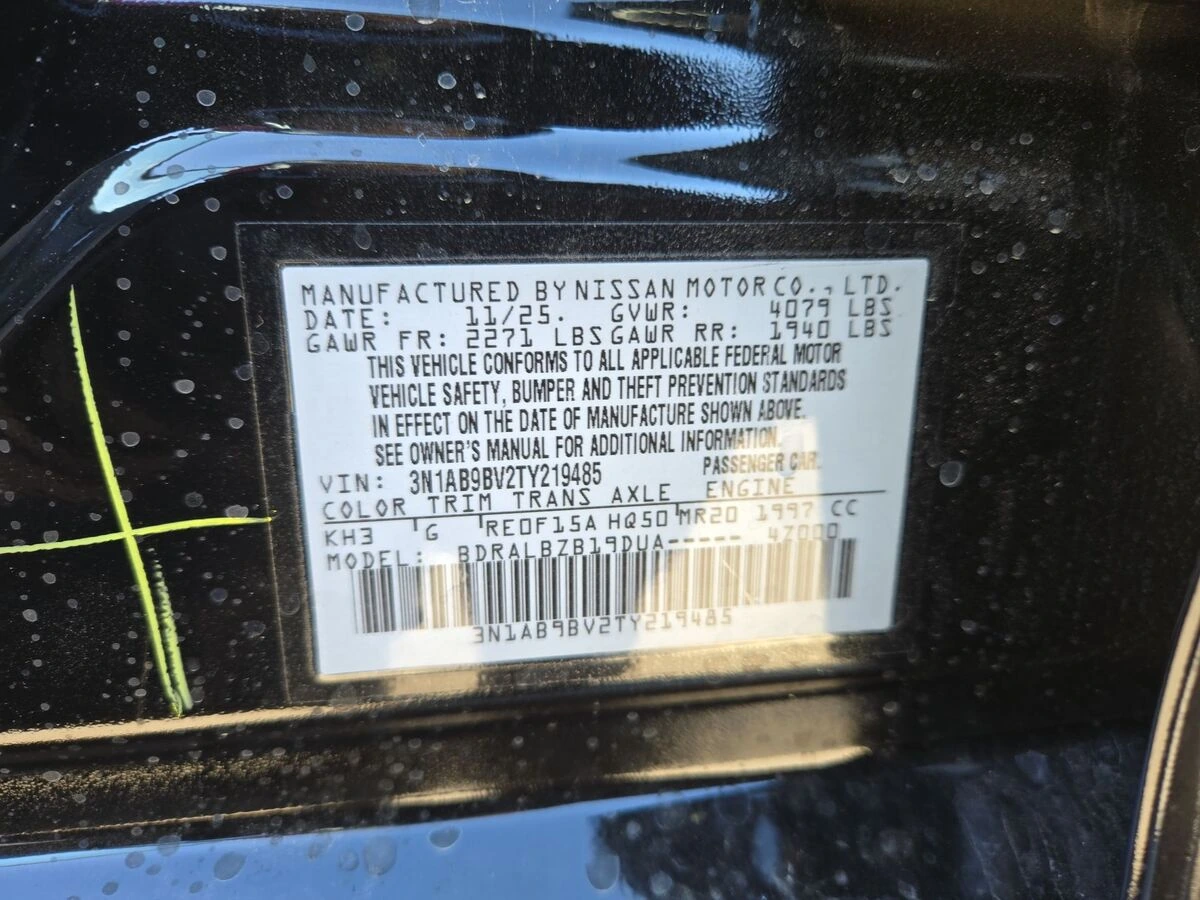 MANUFACTURED BY NISSAN MOTOR CO., LTD.
DATE: 11/25. GVWR: 4079 LBS
GAWR FR: 2271 LBS GAWR RR: 1940 LBS
THIS VEHICLE CONFORMS TO ALL APPLICABLE FEDERAL MOTOR
VEHICLE SAFETY, BUMPER AND THEFT PREVENTION STANDARDS
IN EFFECT ON THE DATE OF MANUFACTURE SHOWN ABOVE.
SEE OWNER'S MANUAL FOR ADDITIONAL INFORMATION.
VIN: 3N1AB9BV2TY219485 PASSENGER CAR.
COLOR TRIM TRANS AXLE ENGINE
KH3 G RE0F15A HQ50 MR20 1997 CC
MODEL: BDRALBZB19DUA----- 47000
3N1AB9BV2TY219485